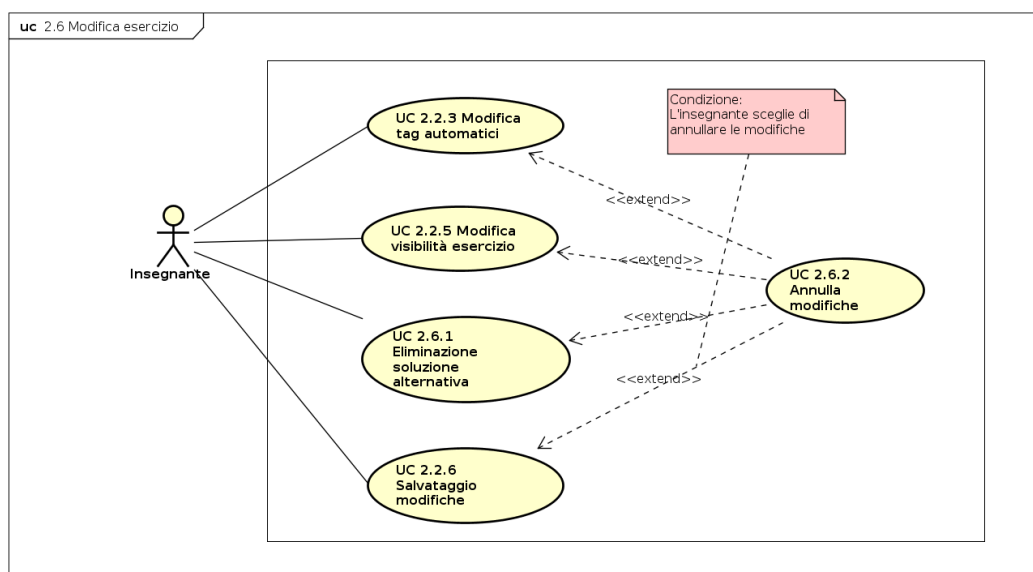 uc 2.6 Modifica esercizio
Condizione:
L'insegnante sceglie di
annullare le modifiche
UC 2.2.3 Modifica
tag automatici
<<extend>>
UC 2.2.5 Modifica
visibilità esercizio
<<extend>>
Insegnante
UC 2.6.2
Annulla
modifiche
<<extend>>
UC 2.6.1
Eliminazione
soluzione
alternativa
<<extend>>
UC 2.2.6
Salvataggio
modifiche